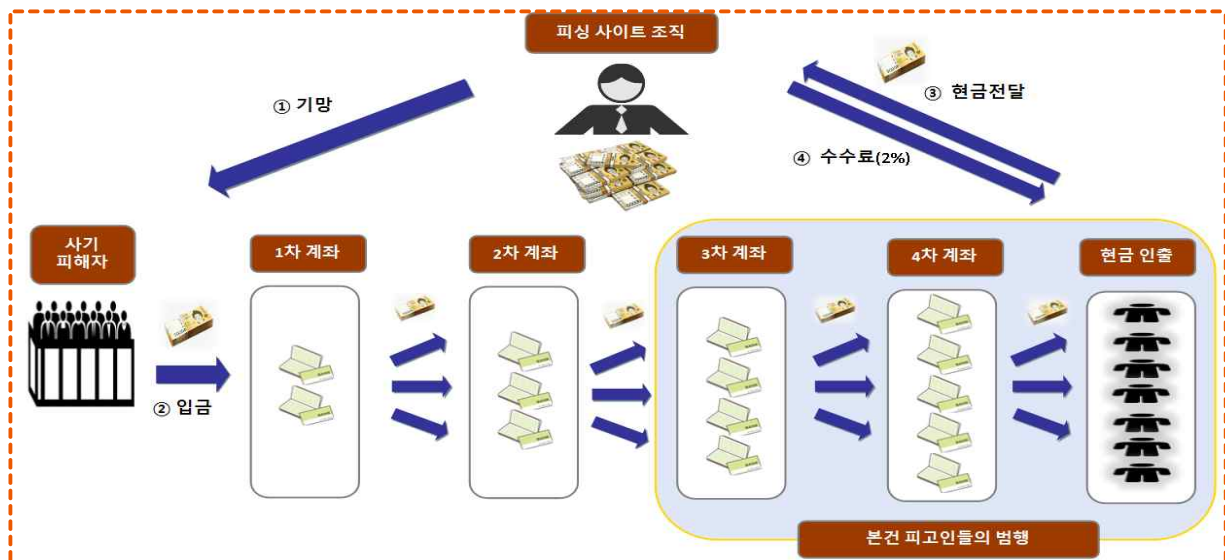 피싱 사이트 조직
① 기망
③ 현금전달
④ 수수료(2%)
사기
피해자
1차 계좌
2차 계좌
3차 계좌
4차 계좌
현금 인출
② 입금
본건 피고인들의 범행